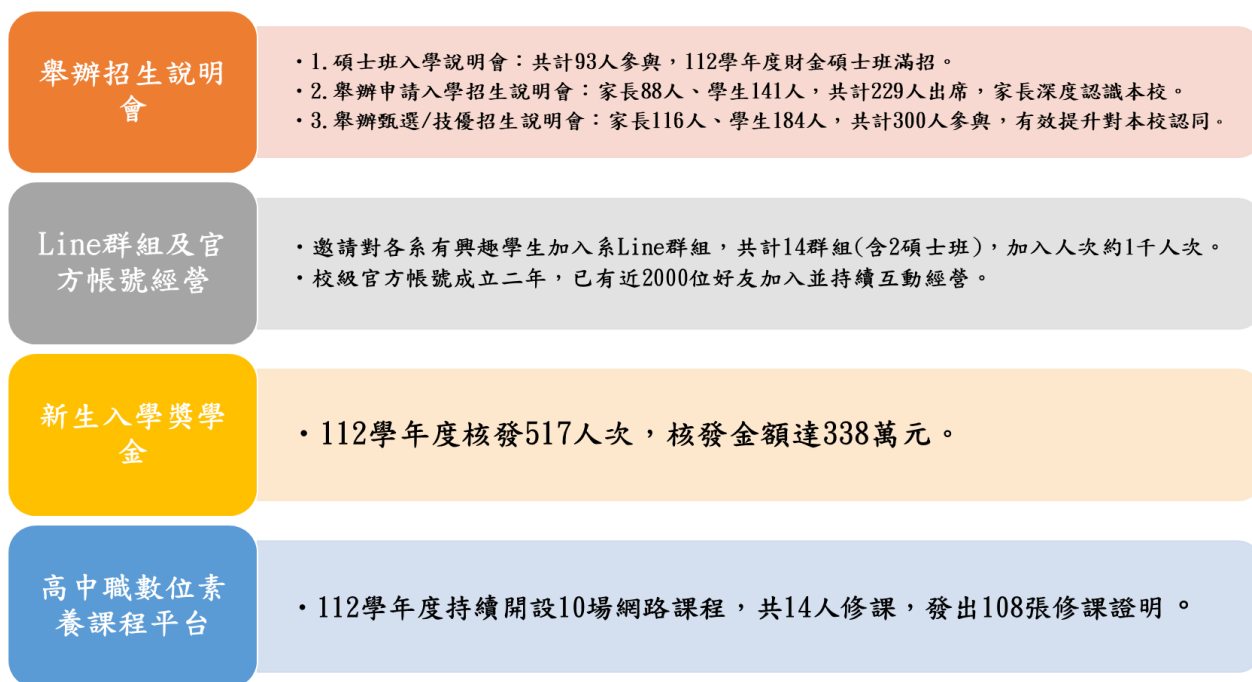 舉辦招生說明
會
・1.碩士班入學說明會：共計93人參與，112學年度財金碩士班滿招。
・2.舉辦申請入學招生說明會：家長88人、學生141人，共計229人出席，家長深度認識本校。
・3.舉辦甄選/技優招生說明會：家長116人、學生184人，共計300人參與，有效提升對本校認同。
Line群組及官
方帳號經營
・邀請對各系有興趣學生加入系Line群組，共計14群組(含2碩士班)，加入人次約1千人次。
・校級官方帳號成立二年，已有近2000位好友加入並持續互動經營。
新生入學獎學
金
・112學年度核發517人次，核發金額達338萬元。
高中職數位素
養課程平台
・112學年度持續開設10場網路課程，共14人修課，發出108張修課證明。